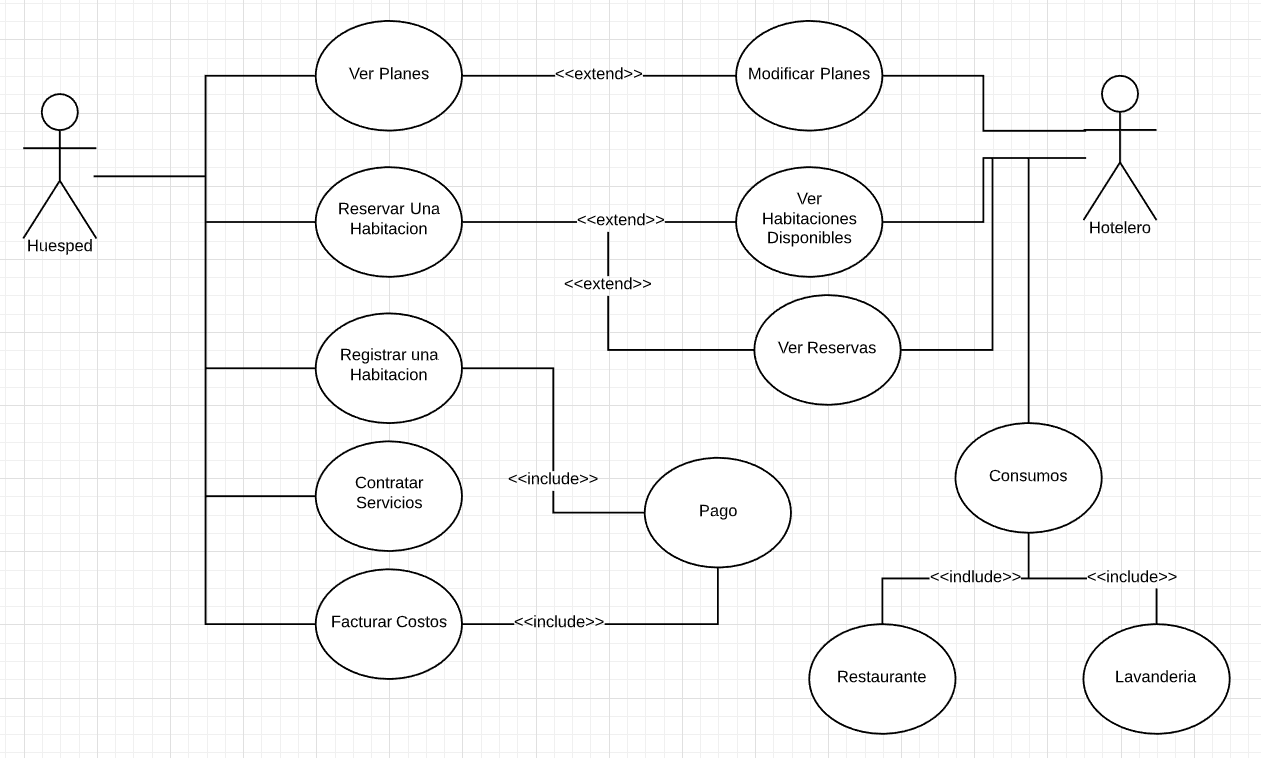 Ver Planes
<<extend>>
Modificar Planes
Huesped
Hotelero
Reservar Una
Habitacion
<<extend>>
Ver
Habitaciones
Disponibles
<<extend>>
Ver Reservas
Registrar una
Habitacion
<<include>>
Contratar
Servicios
Pago
Consumos
Facturar Costos
<<include>>
<<indlude>>
<<include>>
Restaurante
Lavanderia